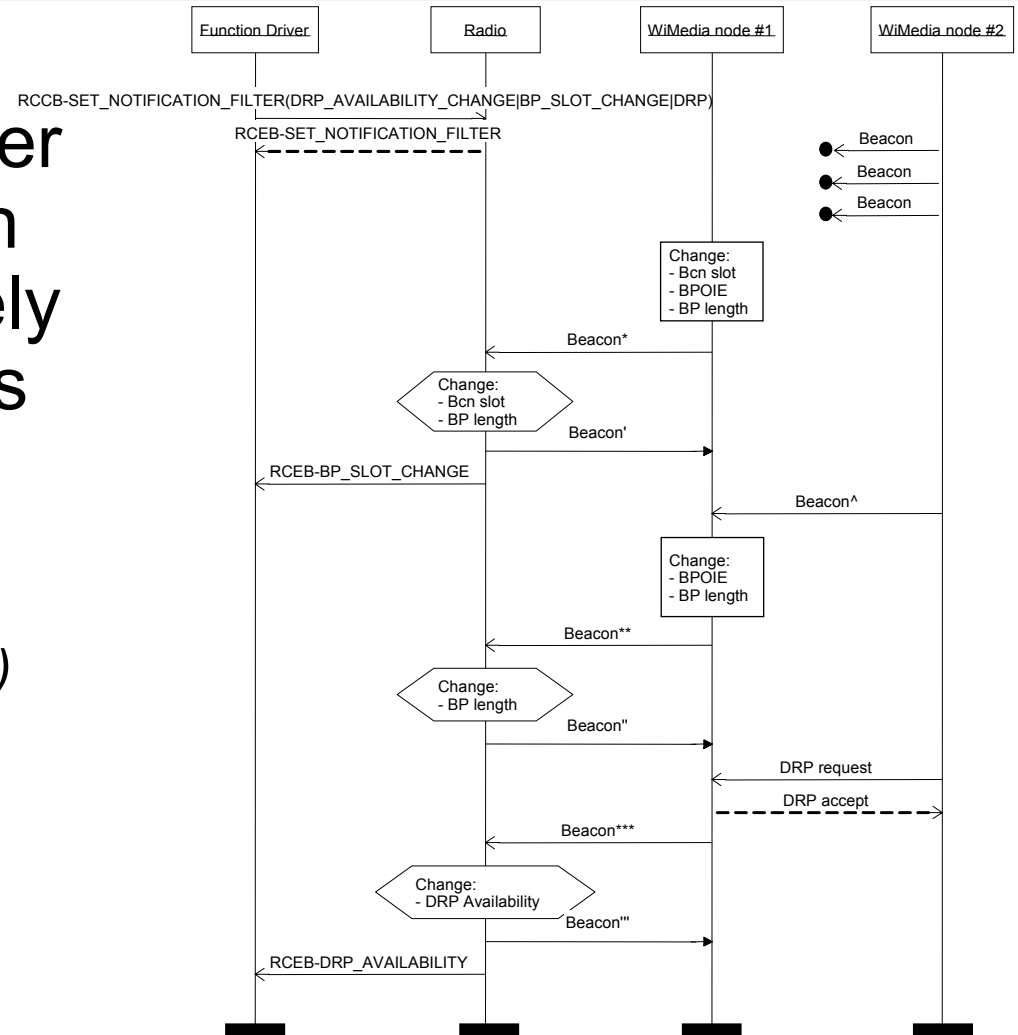 Function Driver
Radio
WiMedia node #1
WiMedia node #2
RCCB-SET_NOTIFICATION_FILTER(DRP_AVAILABILITY_CHANGE|BP_SLOT_CHANGE|DRP)
RCEB-SET_NOTIFICATION_FILTER
er
n
ely
s
)
Beacon
Beacon
Beacon
Change:
- Bcn slot
- BPOIE
- BP length
Beacon*
Change:
- Bcn slot
- BP length
Beacon'
RCEB-BP_SLOT_CHANGE
Beacon^
Change:
- BPOIE
- BP length
Beacon**
Change:
- BP length
Beacon"
DRP request
DRP accept
Beacon***
Change:
- DRP Availability
Beacon'"
RCEB-DRP_AVAILABILITY